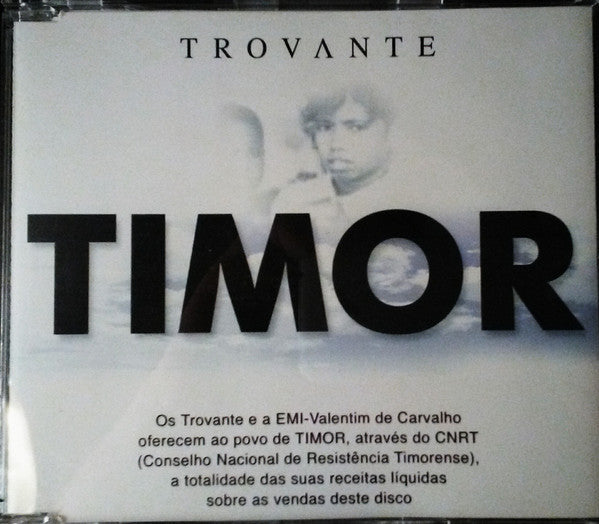 TROVANTE
TIMOR
Os Trovante e a EMI-Valentim de Carvalho
oferecem ao povo de TIMOR, através do CNRT
(Conselho Nacional de Resistência Timorense),
a totalidade das suas receitas líquidas
sobre as vendas deste disco